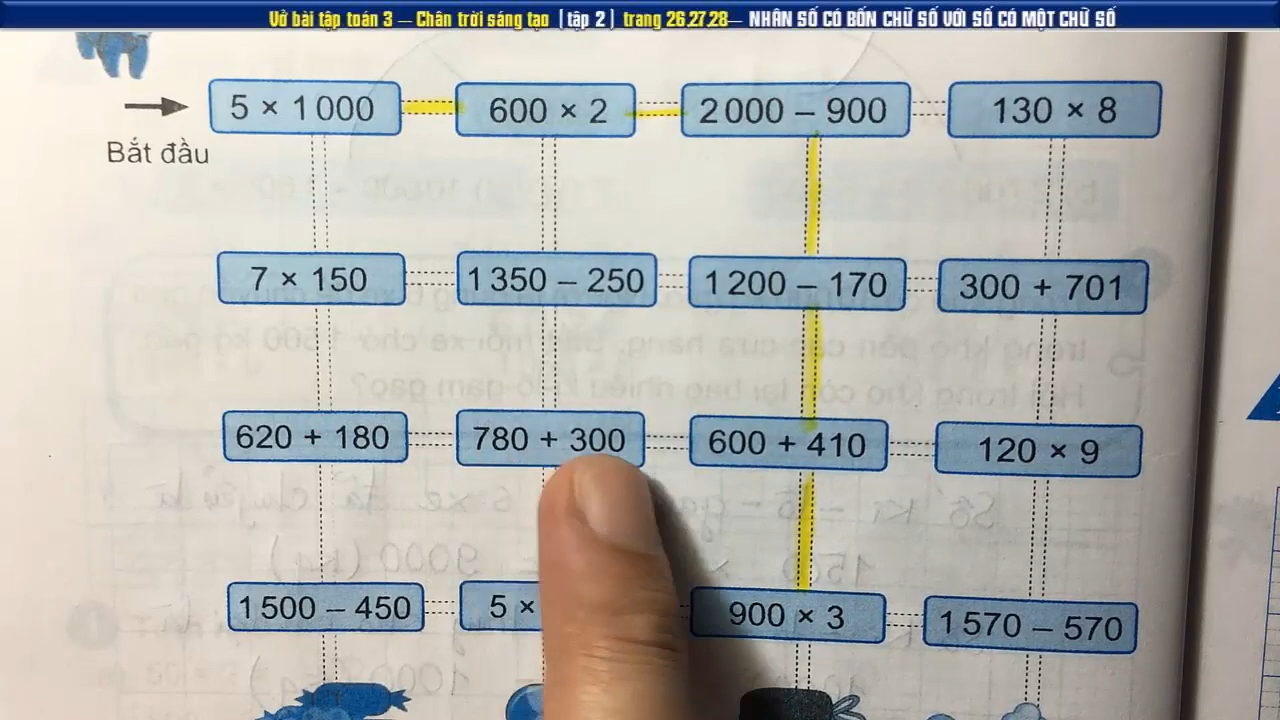 Vở bài tập toán 3 – Chân trời sáng tạo (tập 2) trang 26,27,28– NHÂN SỐ CÓ BỐN CHỮ SỐ VỚI SỐ CÓ MỘT CHỮ SỐ
5 × 1 000 600 × 2 2 000 – 900 130 × 8
Bắt đầu
7 × 150 1 350 – 250 1 200 – 170 300 + 701
620 + 180 780 + 300 600 + 410 120 × 9
1 500 – 450 5 × 900 × 3 1 570 – 570